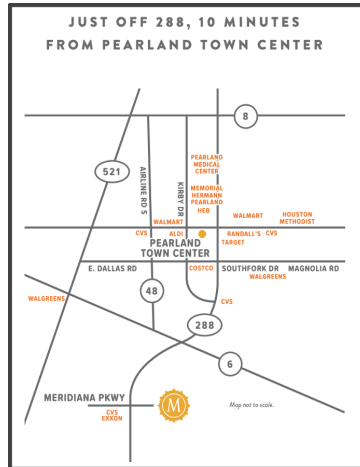 JUST OFF 288, 10 MINUTES
FROM PEARLAND TOWN CENTER
8
521
AIRLINE RD S
KIRBY DR
PEARLAND
MEDICAL
CENTER
MEMORIAL
HERMANN
PEARLAND
HEB
WALMART
WALMART
HOUSTON
METHODIST
CVS
ALDI
RANDALL'S
CVS
TARGET
PEARLAND
TOWN CENTER
E. DALLAS RD
COSTCO
SOUTHFORK DR
MAGNOLIA RD
WALGREENS
48
WALGREENS
CVS
288
6
MERIDIANA PKWY
M
Map not to scale.
CVS
EXXON